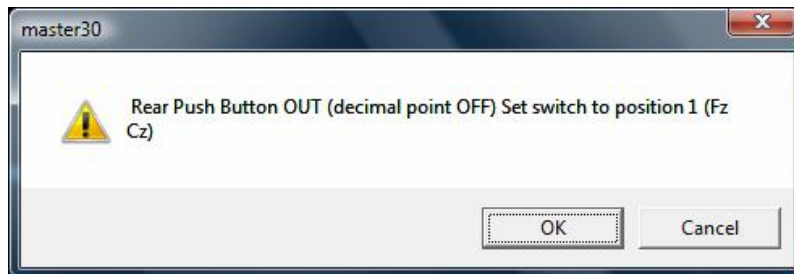 master30
Rear Push Button OUT (decimal point OFF) Set switch to position 1 (Fz
Cz)
OK
Cancel